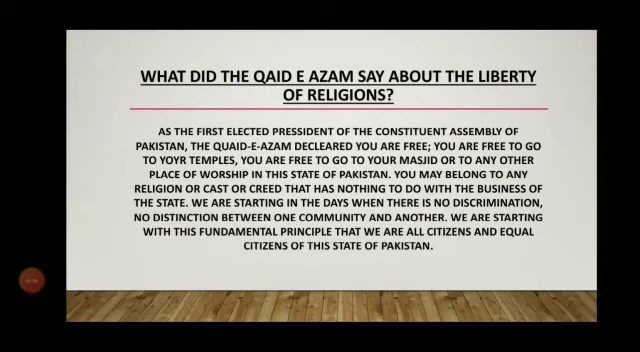 WHAT DID THE QAID E AZAM SAY ABOUT THE LIBERTY
OF RELIGIONS?
AS THE FIRST ELECTED PRESSIDENT OF THE CONSTITUENT ASSEMBLY OF
PAKISTAN, THE QUAID-E-AZAM DECLEARED YOU ARE FREE; YOU ARE FREE TO GO
TO YOYR TEMPLES, YOU ARE FREE TO GO TO YOUR MASJID OR TO ANY OTHER
PLACE OF WORSHIP IN THIS STATE OF PAKISTAN. YOU MAY BELONG TO ANY
RELIGION OR CAST OR CREED THAT HAS NOTHING TO DO WITH THE BUSINESS OF
THE STATE. WE ARE STARTING IN THE DAYS WHEN THERE IS NO DISCRIMINATION,
NO DISTINCTION BETWEEN ONE COMMUNITY AND ANOTHER. WE ARE STARTING
WITH THIS FUNDAMENTAL PRINCIPLE THAT WE ARE ALL CITIZENS AND EQUAL
CITIZENS OF THIS STATE OF PAKISTAN.